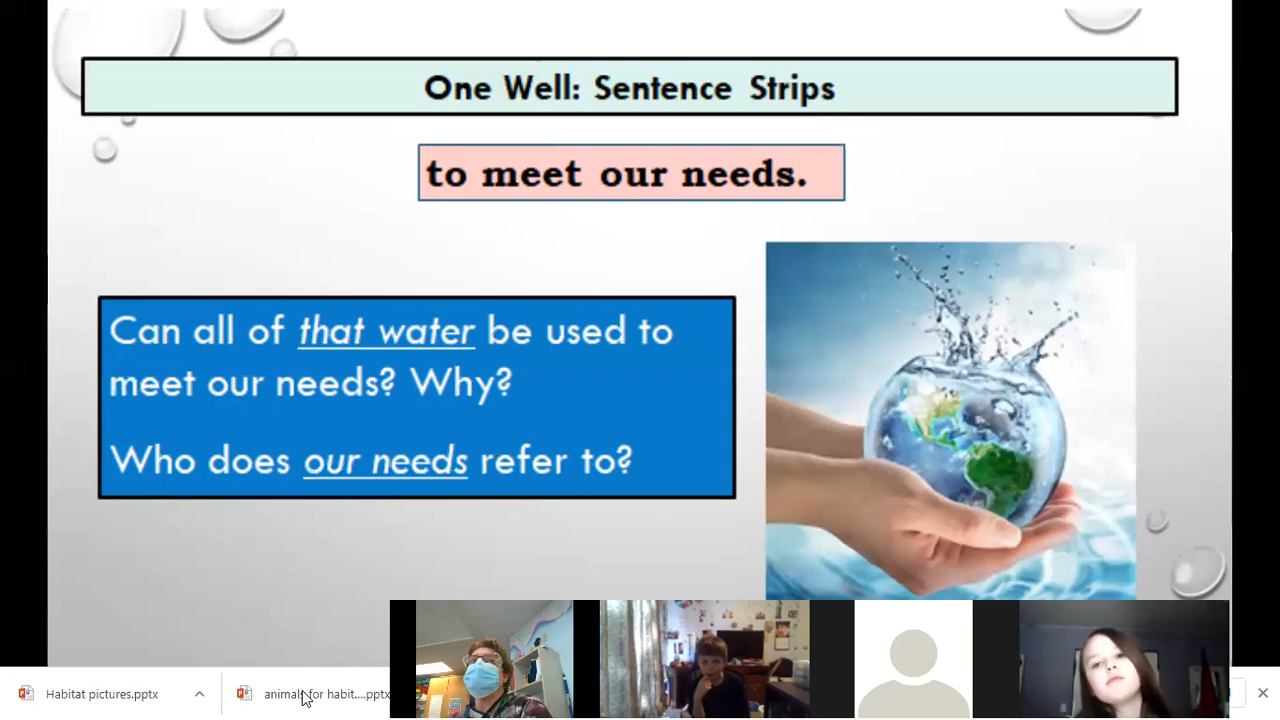 One Well: Sentence Strips
to meet our needs.
Can all of that water be used to
meet our needs? Why?
Who does our needs refer to?
Habitat pictures.pptx
animals for habit....pptx